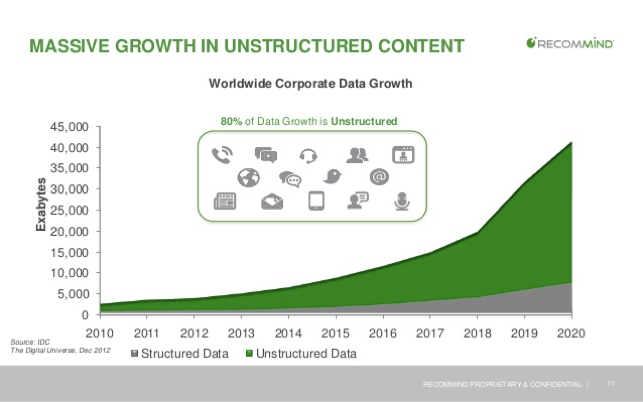 MASSIVE GROWTH IN UNSTRUCTURED CONTENT
RECOMMIND
Worldwide Corporate Data Growth
80% of Data Growth is Unstructured
Exabytes
45,000
40,000
35,000
30,000
25,000
20,000
15,000
10,000
5,000
0
2010 2011 2012 2013 2014 2015 2016 2017 2018 2019 2020
Source: IDC
The Digital Universe, Dec 2012
Structured Data Unstructured Data
RECOMMIND PROPRIETARY & CONFIDENTIAL | 11